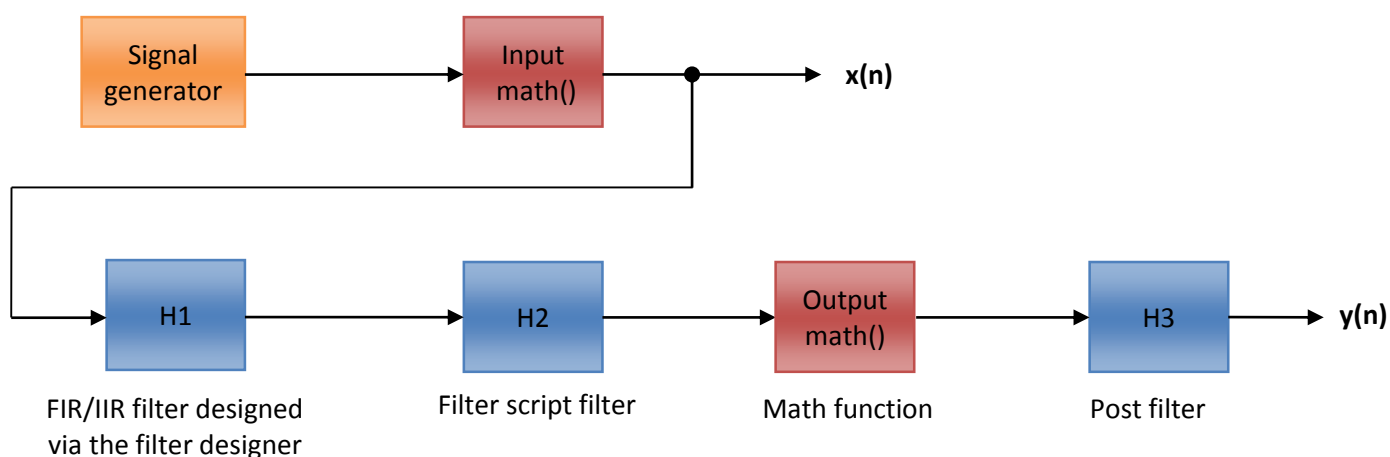 Signal
generator
Input
math()
x(n)
H1
H2
Output
math()
H3
y(n)
FIR/IIR filter designed
via the filter designer
Filter script filter
Math function
Post filter